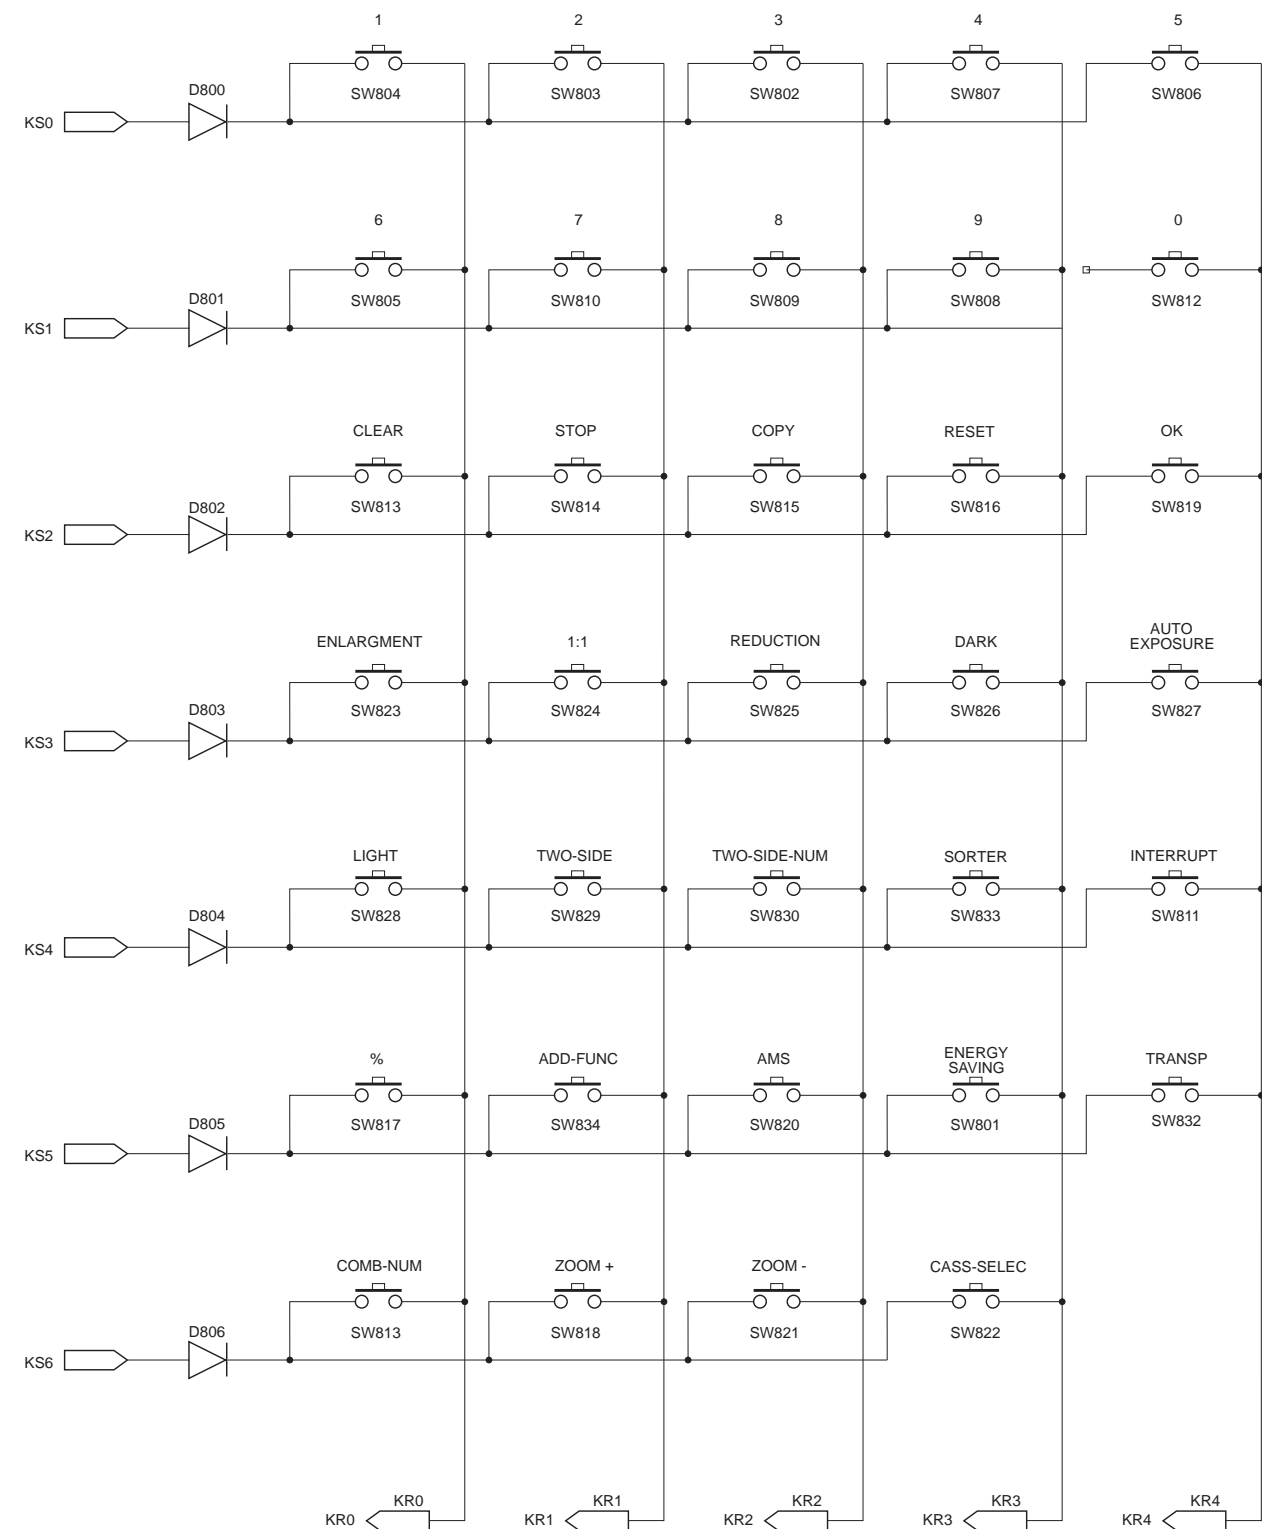 1 2 3 4 5
D800
SW804 SW803 SW802 SW807 SW806
KS0
6 7 8 9 0
D801
SW805 SW810 SW809 SW808 SW812
KS1
CLEAR STOP COPY RESET OK
D802
SW813 SW814 SW815 SW816 SW819
KS2
ENLARGMENT 1:1 REDUCTION DARK AUTO
EXPOSURE
D803
SW823 SW824 SW825 SW826 SW827
KS3
LIGHT TWO-SIDE TWO-SIDE-NUM SORTER INTERRUPT
D804
SW828 SW829 SW830 SW833 SW811
KS4
% ADD-FUNC AMS ENERGY
SAVING TRANSP
D805
SW817 SW834 SW820 SW801 SW832
KS5
COMB-NUM ZOOM + ZOOM - CASS-SELEC
D806
SW813 SW818 SW821 SW822
KS6
KR0 KR1 KR2 KR3 KR4
KR0 KR1 KR2 KR3 KR4